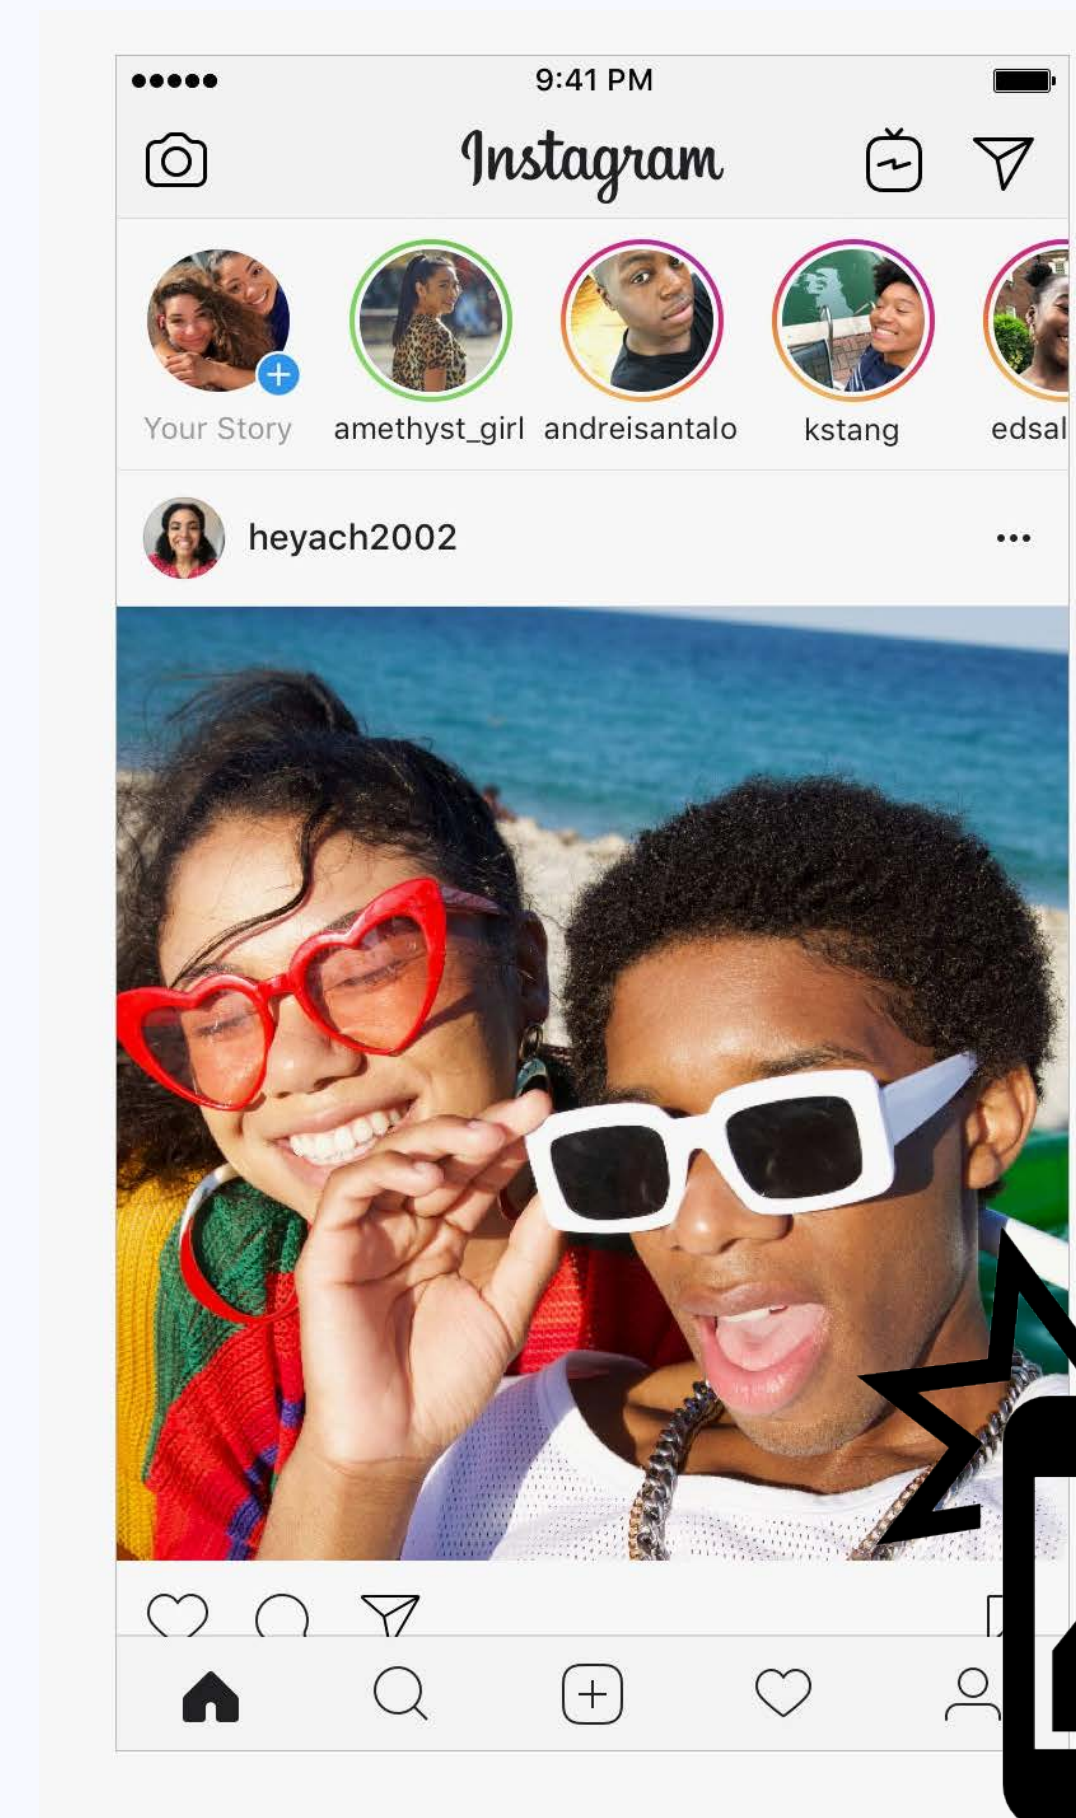 9:41 PM
Instagram
Your Story
amethyst_girl
andreisantalo
kstang
edsal
heyach2002